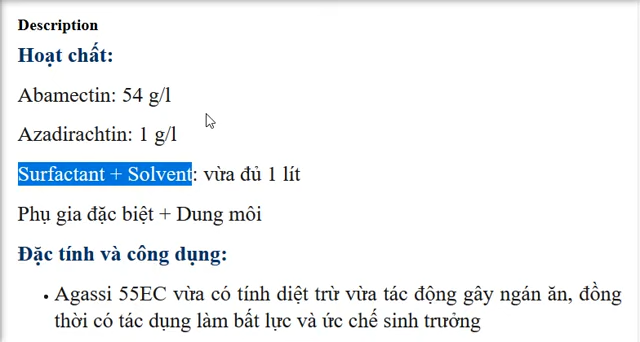 Description
Hoạt chất:
Abamectin: 54 g/l
Azadirachtin: 1 g/l
Surfactant + Solvent: vừa đủ 1 lít
Phụ gia đặc biệt + Dung môi
Đặc tính và công dụng:
• Agassi 55EC vừa có tính diệt trừ vừa tác động gây ngán ăn, đồng
thời có tác dụng làm bất lực và ức chế sinh trưởng